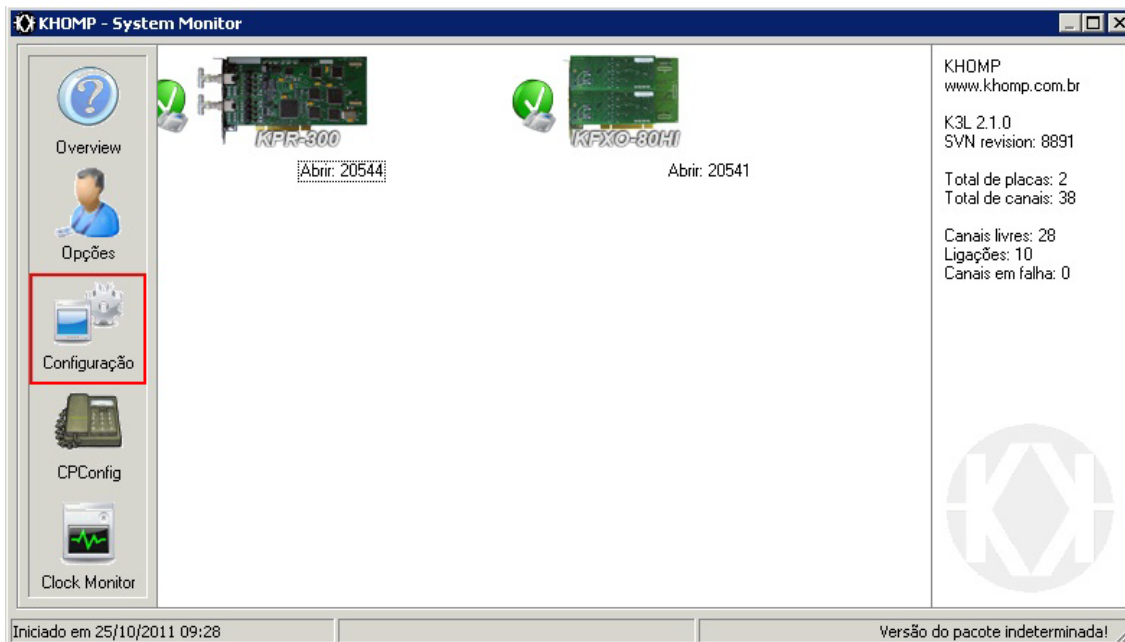 KHOMP - System Monitor
Overview
Opções
Configuração
CPConfig
Clock Monitor
KPR-300
Abrir: 20544
KFXO-80HI
Abrir: 20541
KHOMP
www.khomp.com.br
K3L 2.1.0
SVN revision: 8891
Total de placas: 2
Total de canais: 38
Canais livres: 28
Ligações: 10
Canais em falha: 0
Iniciado em 25/10/2011 09:28
Versão do pacote indeterminada!